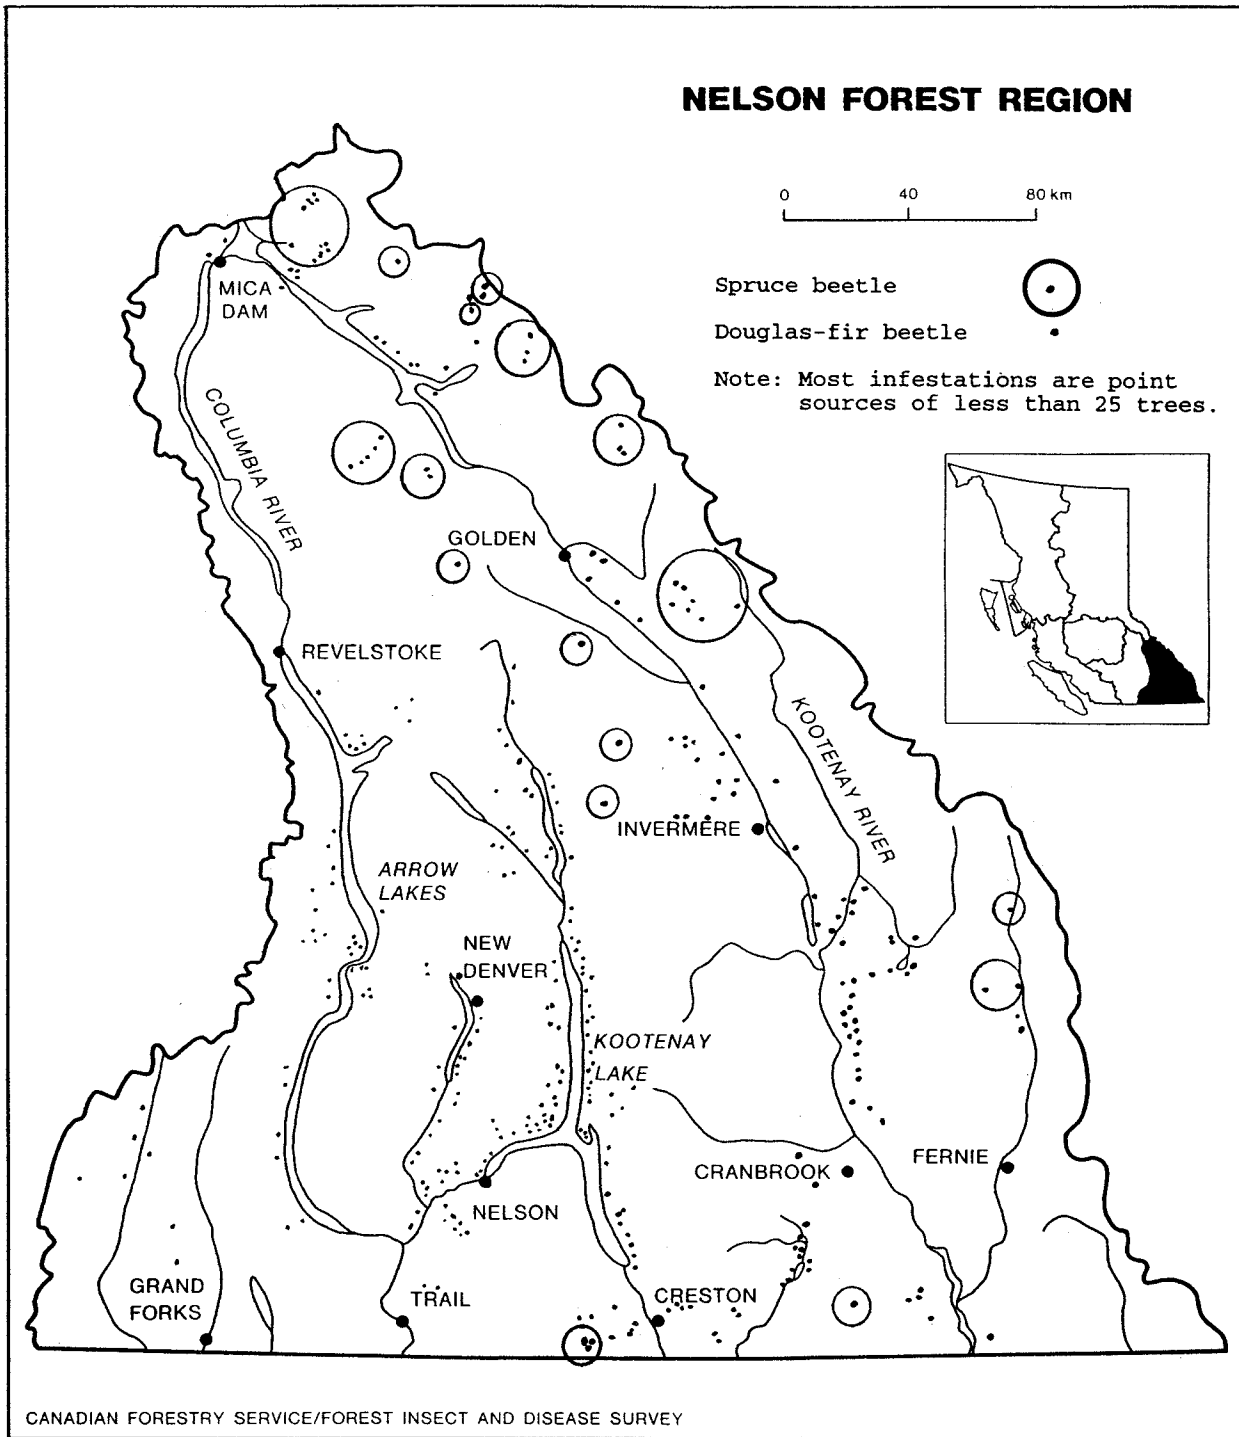 NELSON FOREST REGION
0 40 80 km
Spruce beetle
Douglas-fir beetle
Note: Most infestations are point
sources of less than 25 trees.
MICA
DAM
COLUMBIA RIVER
GOLDEN
REVELSTOKE
KOOTENAY RIVER
INVERMERE
ARROW
LAKES
NEW
DENVER
KOOTENAY
LAKE
CRANBROOK
FERNIE
NELSON
GRAND
FORKS
TRAIL
CRESTON
CANADIAN FORESTRY SERVICE/FOREST INSECT AND DISEASE SURVEY